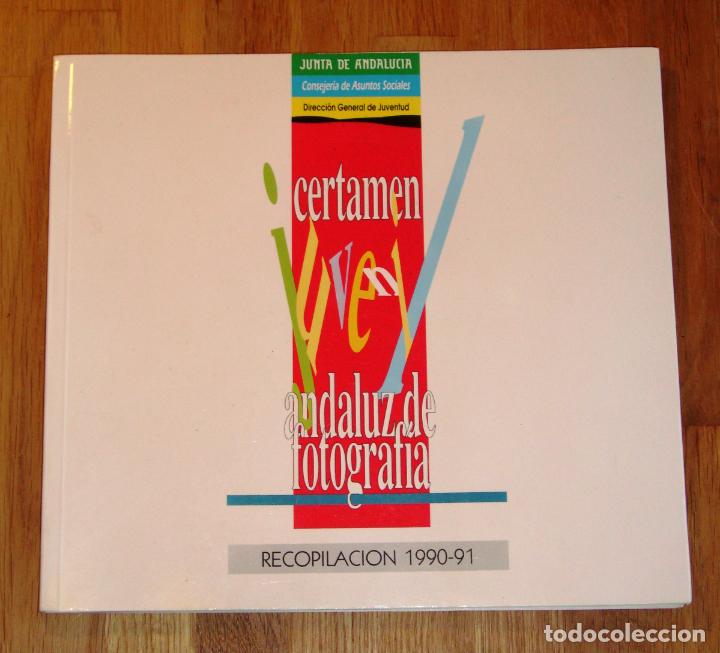 JUNTA DE ANDALUCIA
Consejería de Asuntos Sociales
Dirección General de Juventud
certamen
juvenil
andaluz de
fotografía
RECOPILACION 1990-91
todocoleccion